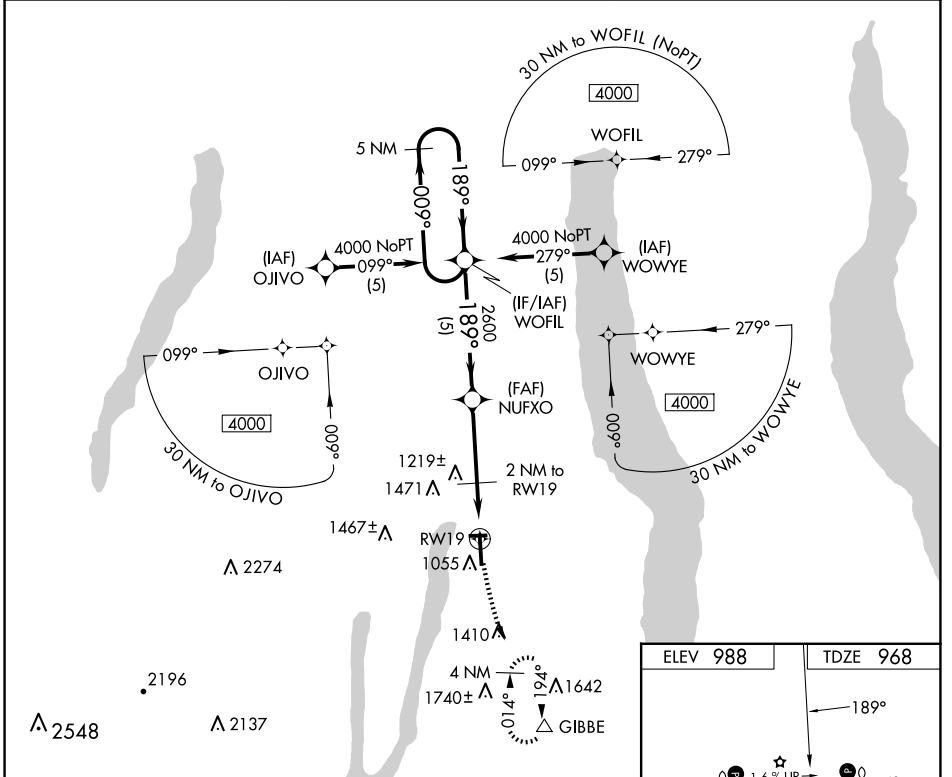 30 NM to WOFIL (NoPT)
4000
WOFIL
099°
279°
5 NM
009°
189°
(IAF)
OJIVO
4000 NoPT
099°
(5)
4000 NoPT
279°
(5)
(IAF)
WOWYE
(IF/IAF)
WOFIL
2600
189°
(5)
099°
OJIVO
4000
009°
30 NM to OJIVO
279°
WOWYE
4000
009°
30 NM to WOWYE
(FAF)
NUFXO
1219±
1471
2 NM to
RW19
1467±
RW19
1055
2274
1410
4 NM
1740±
014°
194°
1642
GIBBE
2196
2548
2137
ELEV 988
TDZE 968
189°
P
1.6% UP
P